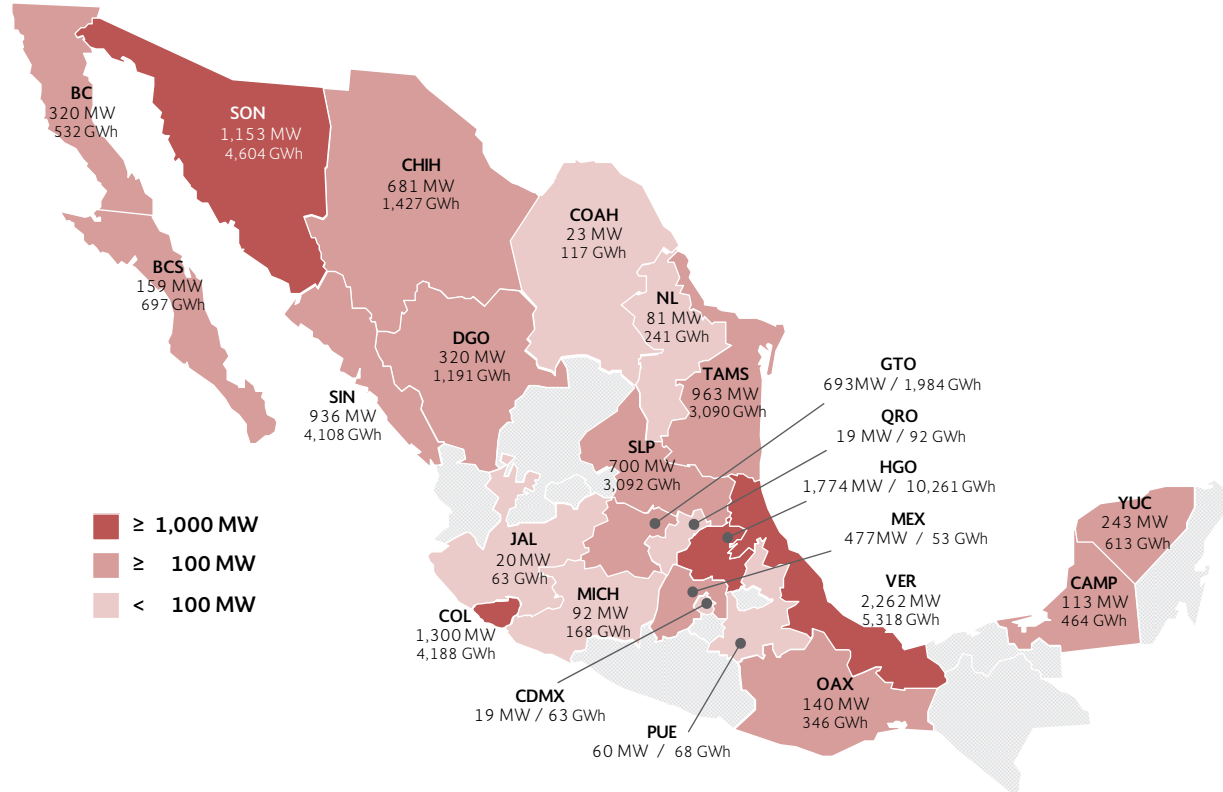 BC
320 MW
532 GWh
SON
1,153 MW
4,604 GWh
CHIH
681 MW
1,427 GWh
COAH
23 MW
117 GWh
BCS
159 MW
697 GWh
NL
81 MW
241 GWh
DGO
320 MW
1,191 GWh
TAMS
963 MW
3,090 GWh
GTO
693MW / 1,984 GWh
SIN
936 MW
4,108 GWh
QRO
19 MW / 92 GWh
SLP
700 MW
3,092 GWh
HGO
1,774 MW / 10,261 GWh
YUC
243 MW
613 GWh
≥ 1,000 MW
≥ 100 MW
< 100 MW
JAL
20 MW
63 GWh
MEX
477MW / 53 GWh
MICH
92 MW
168 GWh
VER
2,262 MW
5,318 GWh
CAMP
113 MW
464 GWh
COL
1,300 MW
4,188 GWh
CDMX
19 MW / 63 GWh
OAX
140 MW
346 GWh
PUE
60 MW / 68 GWh